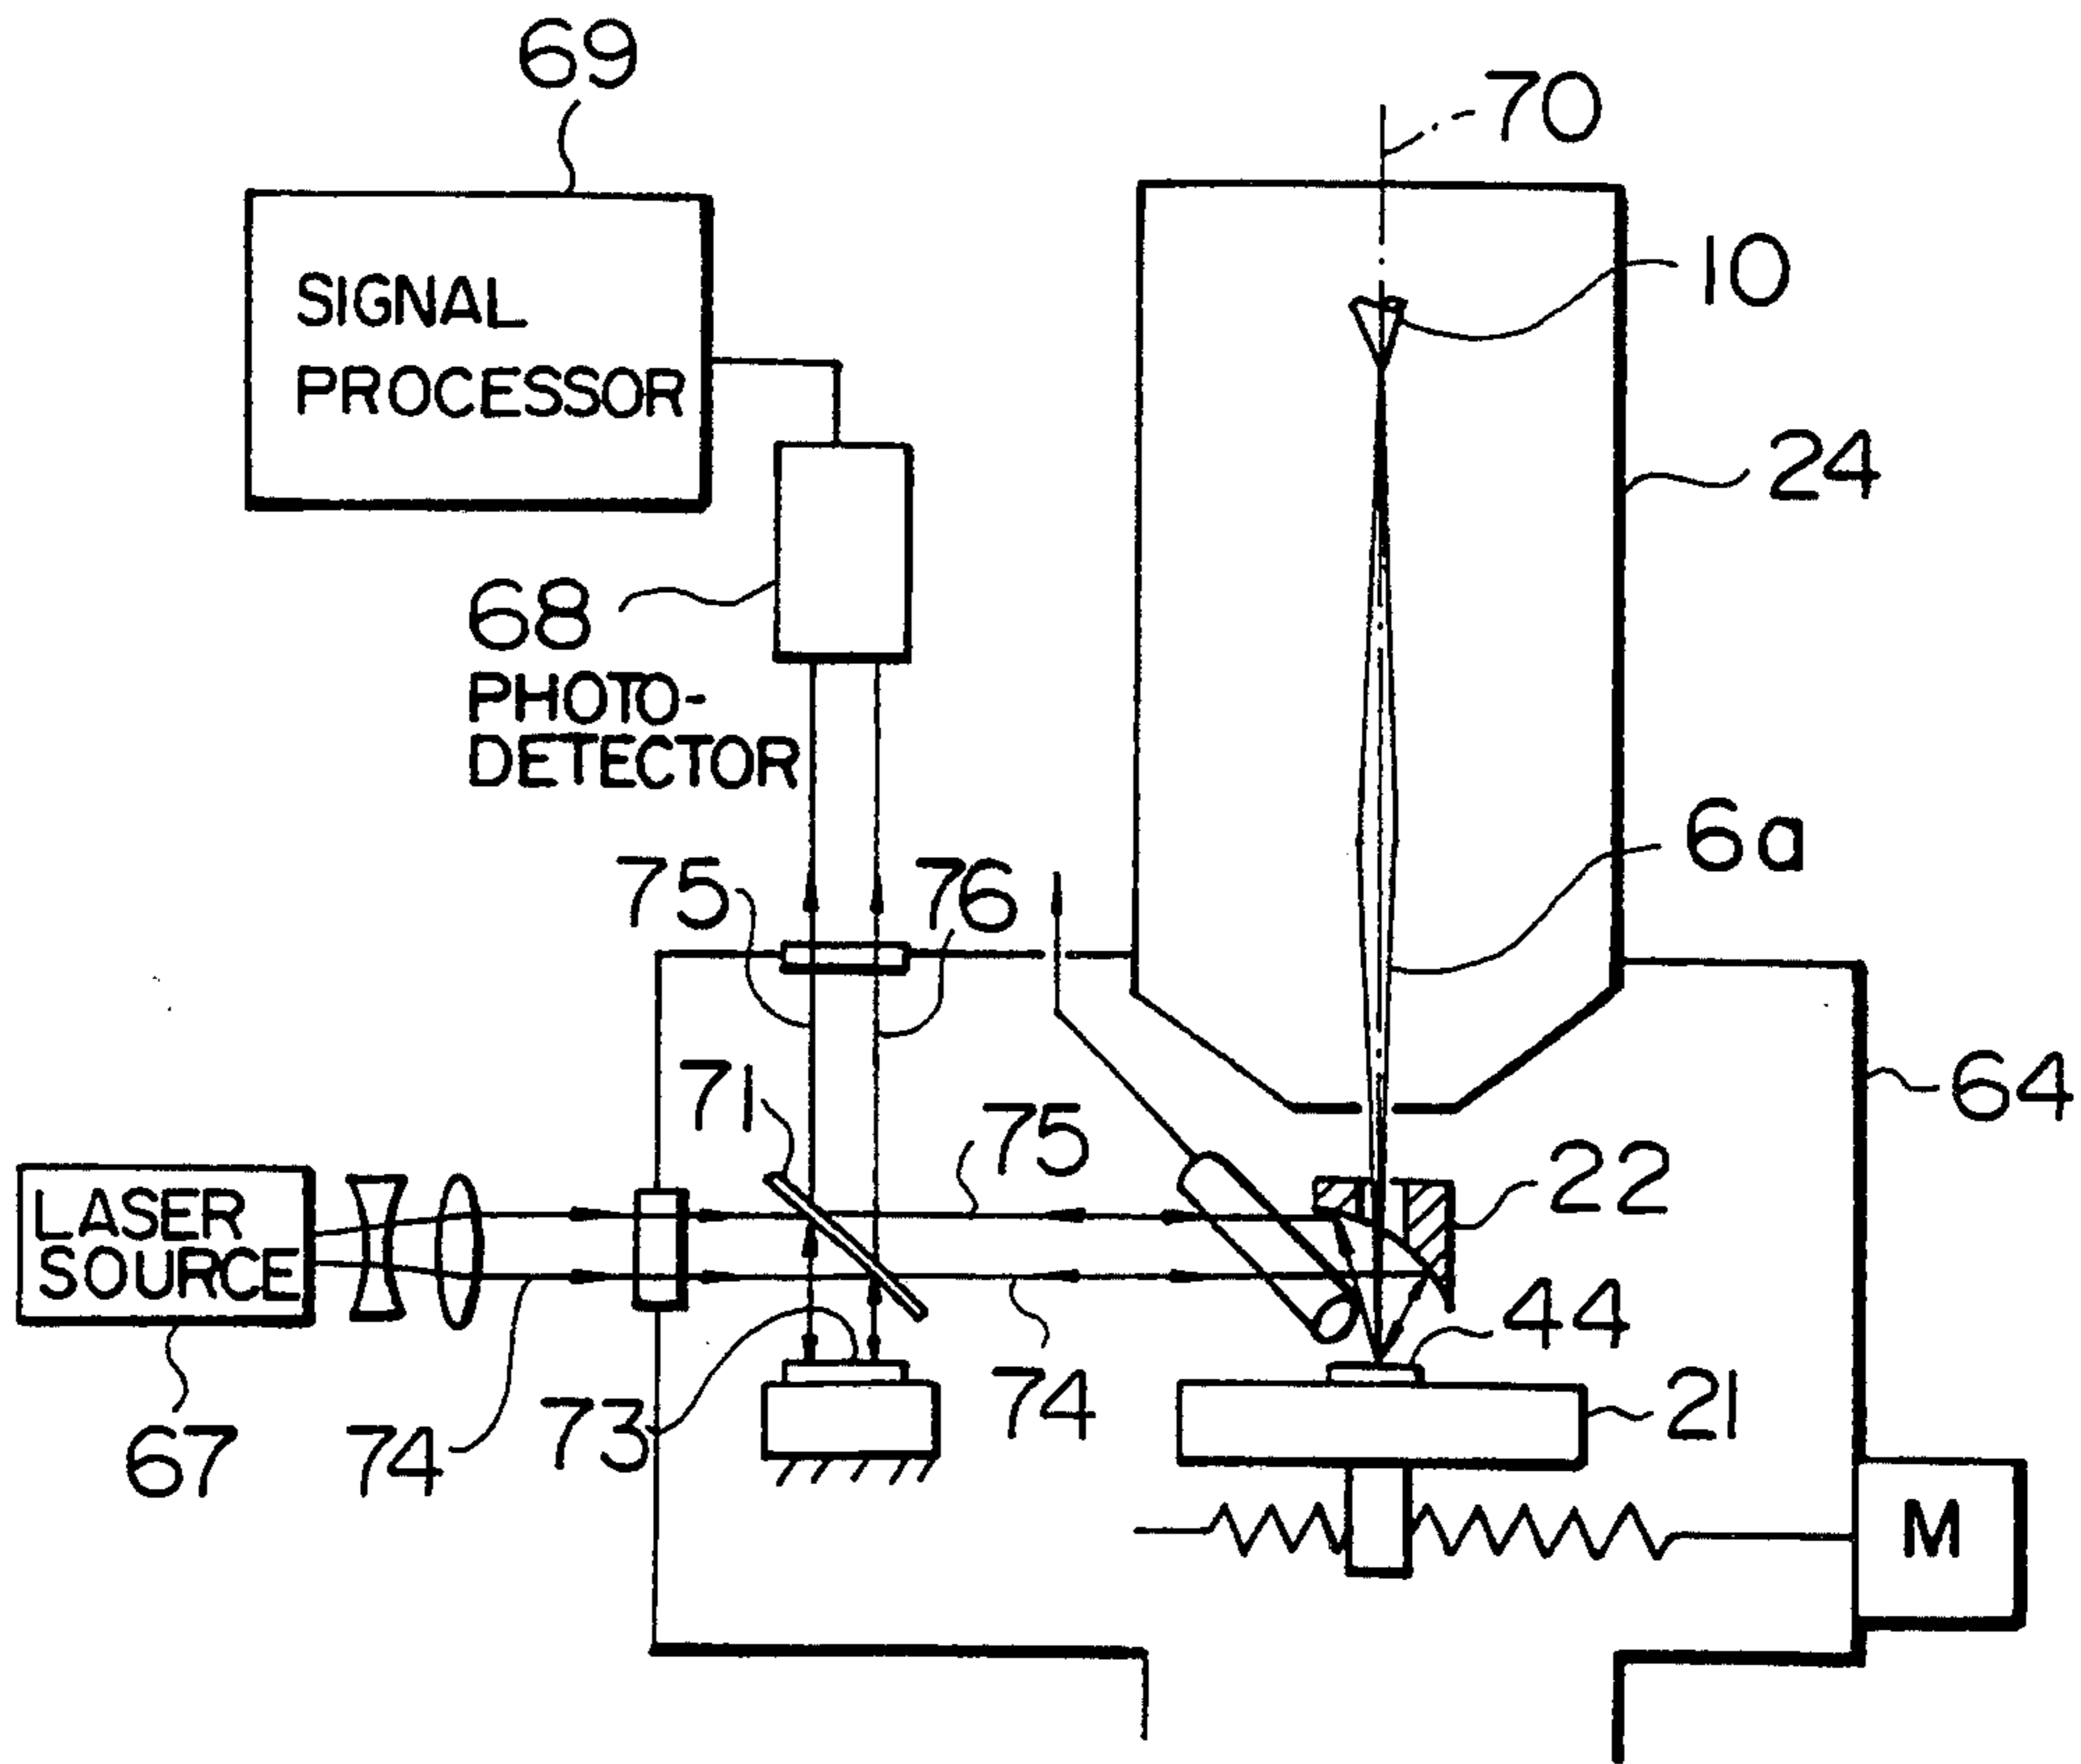 69
70
10
SIGNAL
PROCESSOR
24
68
PHOTO-
DETECTOR
6a
75
76
71
75
64
22
LASER
SOURCE
44
74
21
73
74
67
M